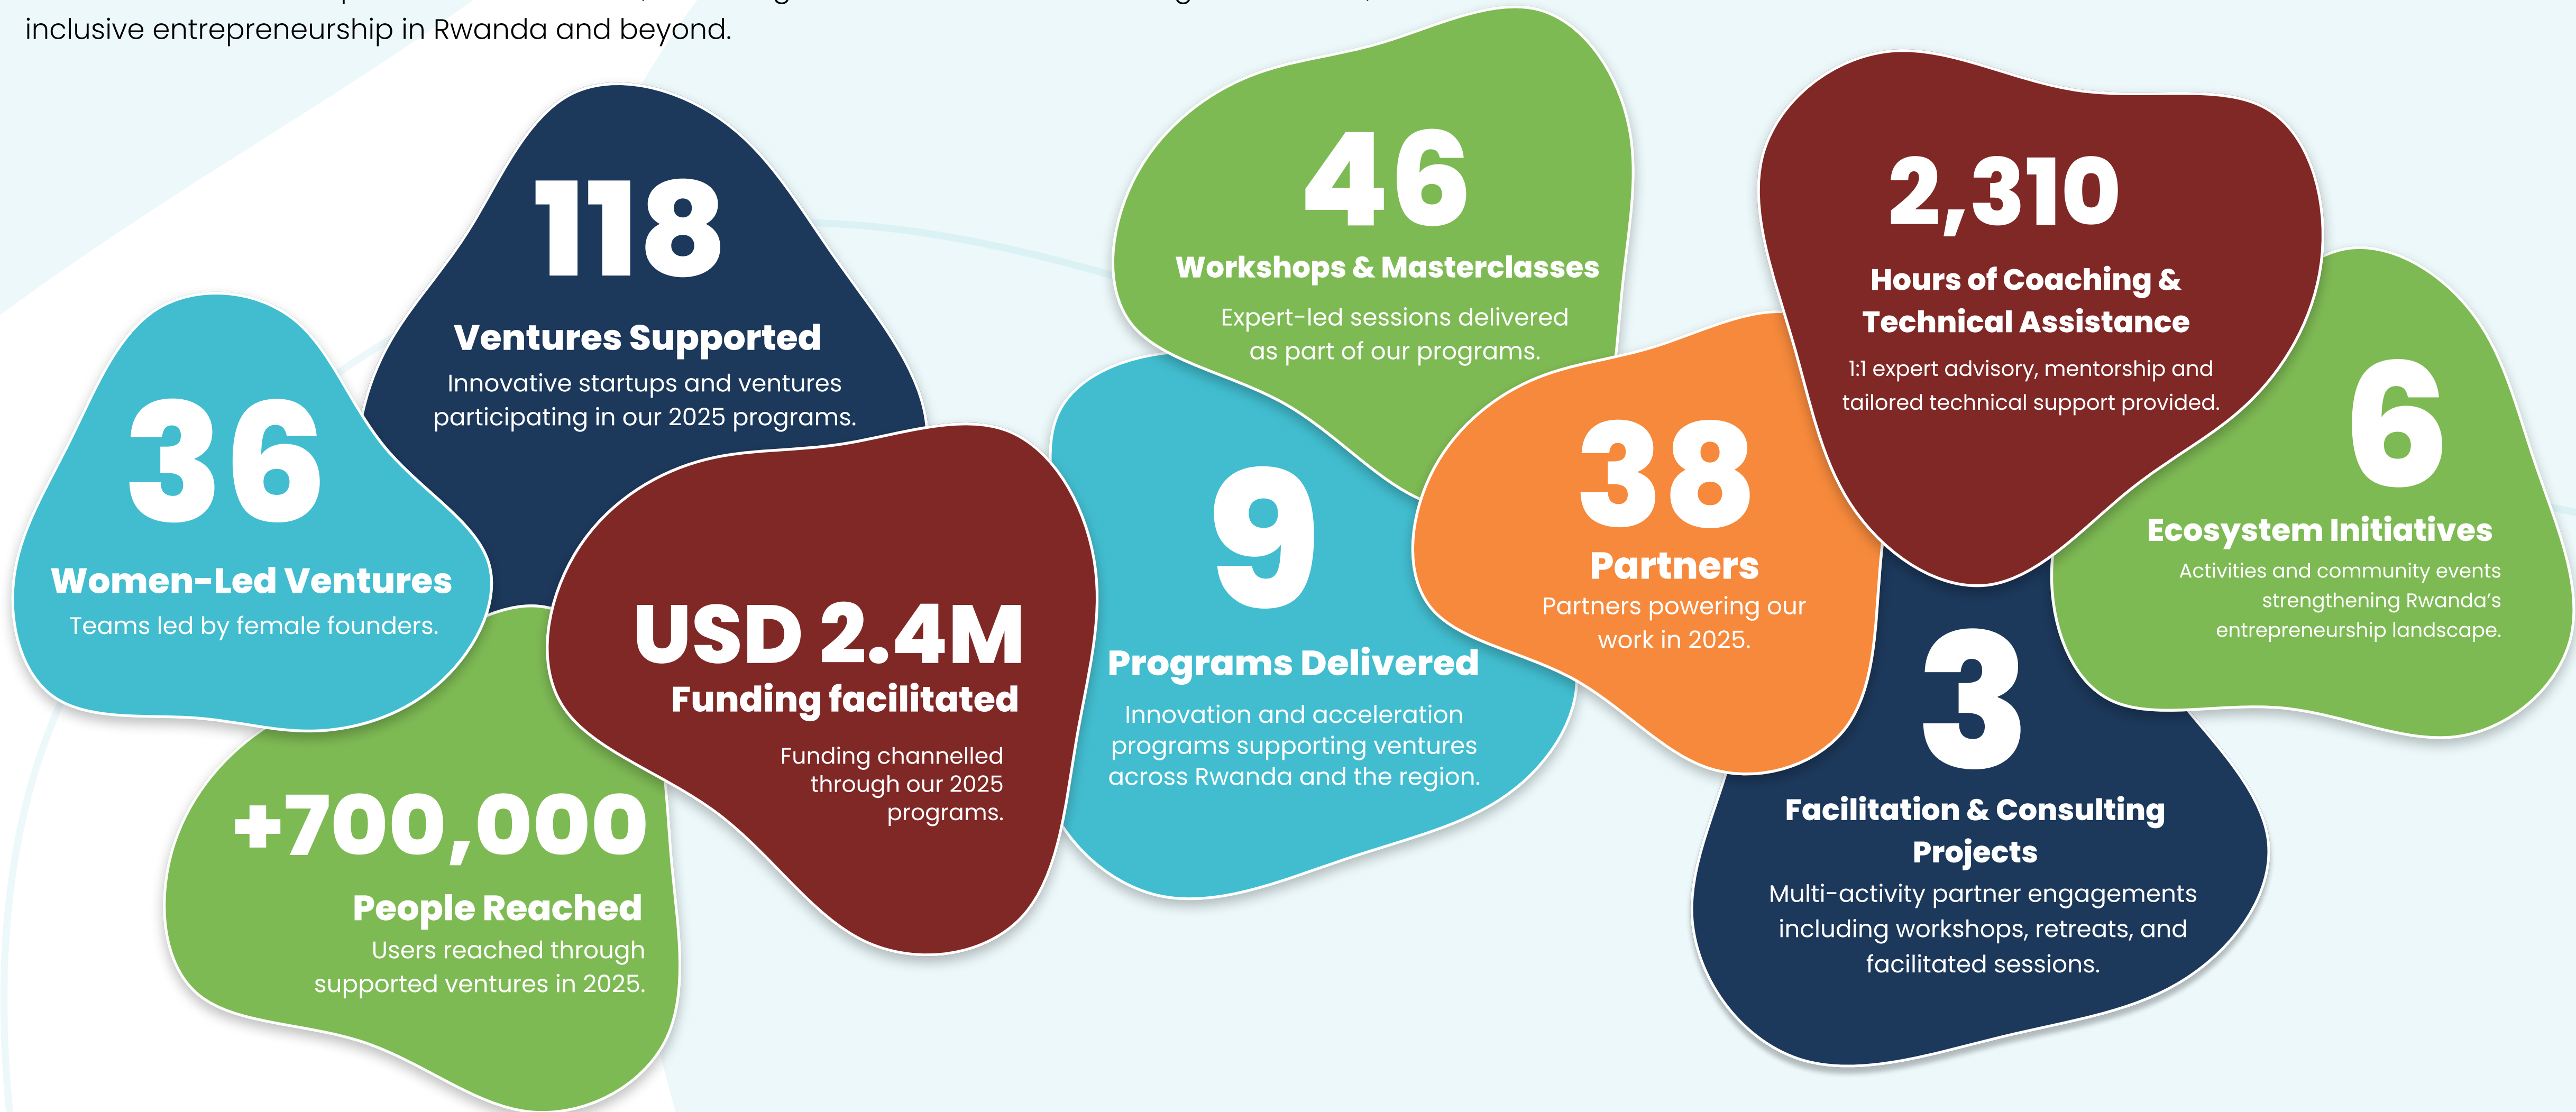 inclusive entrepreneurship in Rwanda and beyond.
118
Ventures Supported
Innovative startups and ventures
participating in our 2025 programs.
36
Women-Led Ventures
Teams led by female founders.
USD 2.4M
Funding facilitated
Funding channelled
through our 2025
programs.
+700,000
People Reached
Users reached through
supported ventures in 2025.
46
Workshops & Masterclasses
Expert-led sessions delivered
as part of our programs.
9
Programs Delivered
Innovation and acceleration
programs supporting ventures
across Rwanda and the region.
38
Partners
Partners powering our
work in 2025.
2,310
Hours of Coaching &
Technical Assistance
1:1 expert advisory, mentorship and
tailored technical support provided.
6
Ecosystem Initiatives
Activities and community events
strengthening Rwanda's
entrepreneurship landscape.
3
Facilitation & Consulting
Projects
Multi-activity partner engagements
including workshops, retreats, and
facilitated sessions.